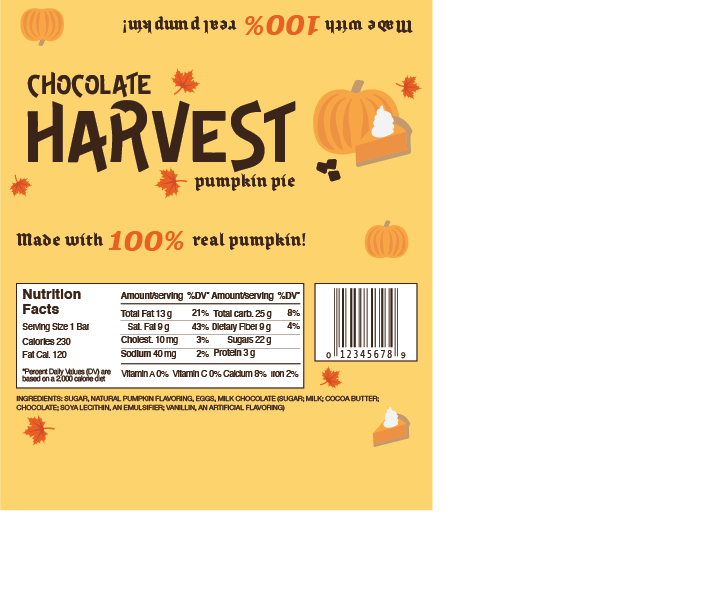 Made with 100% real pumpkin!
CHOCOLATE
HARVEST
pumpkin pie
Made with 100% real pumpkin!
Nutrition
Facts
Serving Size 1 Bar
Calories 230
Fat Cal. 120
*Percent Daily Values (DV) are
based on a 2,000 calorie diet
Amount/serving %DV* Amount/serving %DV*
Total Fat 13 g 21% Total carb. 25 g 8%
Sat. Fat 9 g 43% Dietary Fiber 9 g 4%
Cholest. 10 mg 3% Sugars 22 g
Sodium 40 mg 2% Protein 3 g
Vitamin A 0% Vitamin C 0% Calcium 8% Iron 2%
0 12345678 9
INGREDIENTS: SUGAR, NATURAL PUMPKIN FLAVORING, EGGS, MILK CHOCOLATE (SUGAR; MILK; COCOA BUTTER;
CHOCOLATE; SOYA LECITHIN, AN EMULSIFIER; VANILLIN, AN ARTIFICIAL FLAVORING)